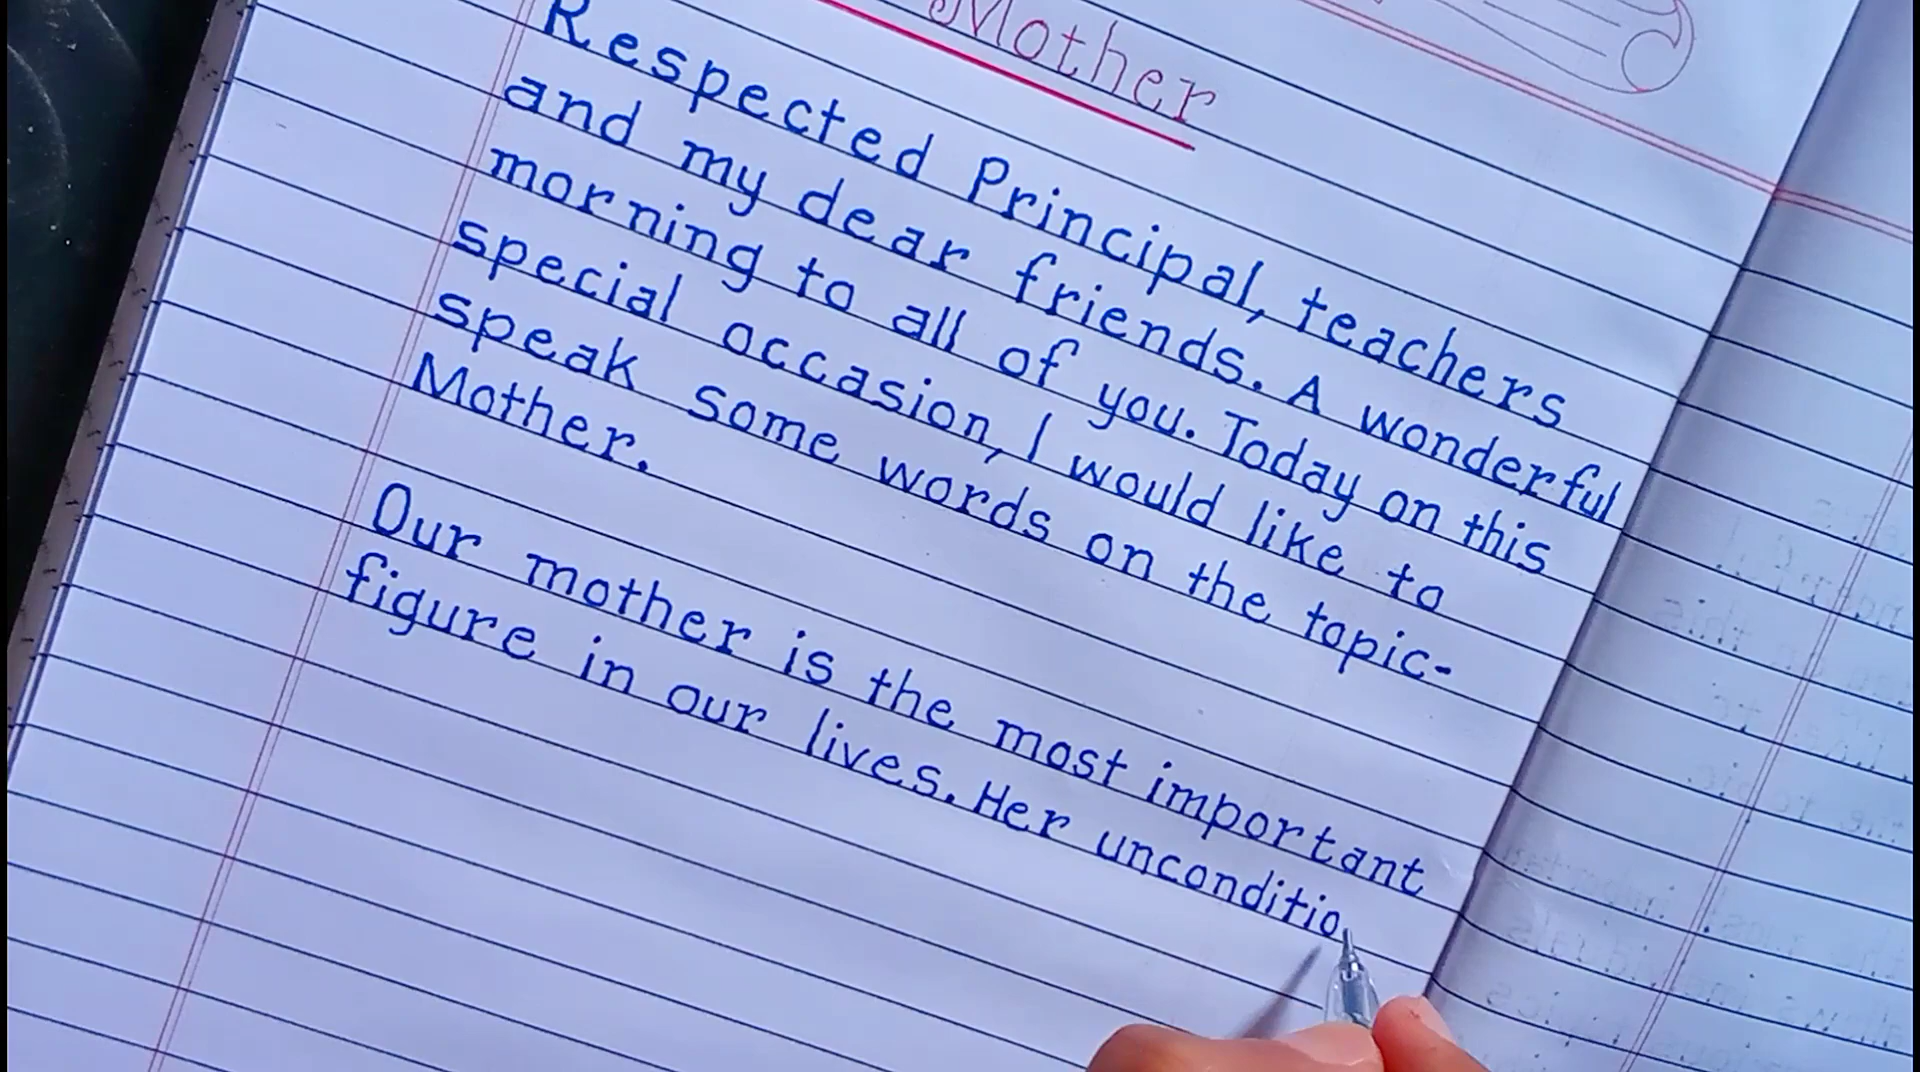 Mother
Respected Principal, teachers
and my dear friends. A wonderful
morning to all of you. Today on this
special occasion, I would like to
speak some words on the topic-
Mother.
Our mother is the most important
figure in our lives. Her unconditio